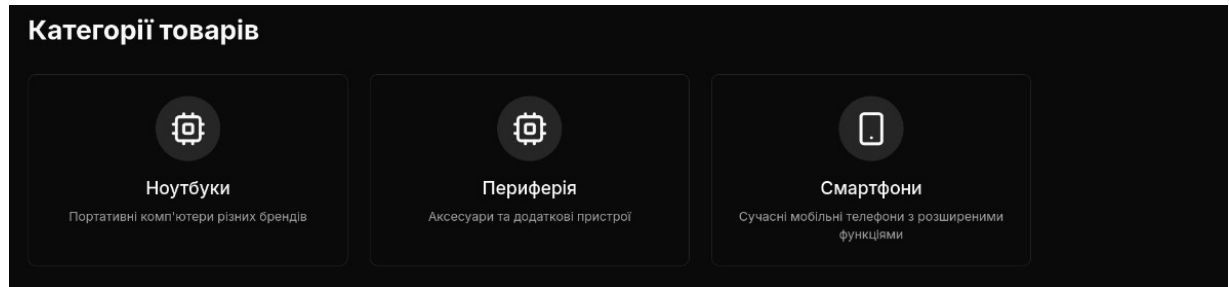 Категорії товарів
Ноутбуки
Портативні комп'ютери різних брендів
Периферія
Аксесуари та додаткові пристрої
Смартфони
Сучасні мобільні телефони з розширеними
функціями